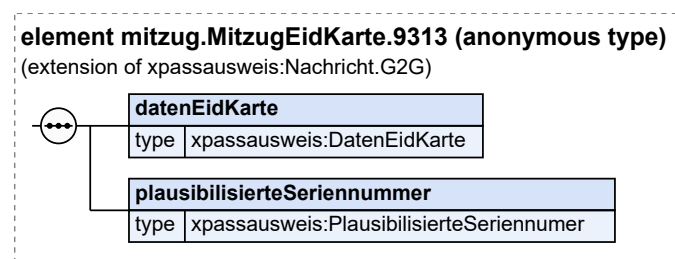 element mitzug.MitzugEidKarte.9313 (anonymous type)
(extension of xpassausweis:Nachricht.G2G)
datenEidKarte
type xpassausweis:DatenEidKarte
plausibilisierteSeriennummer
type xpassausweis:PlausibilisierteSeriennumer